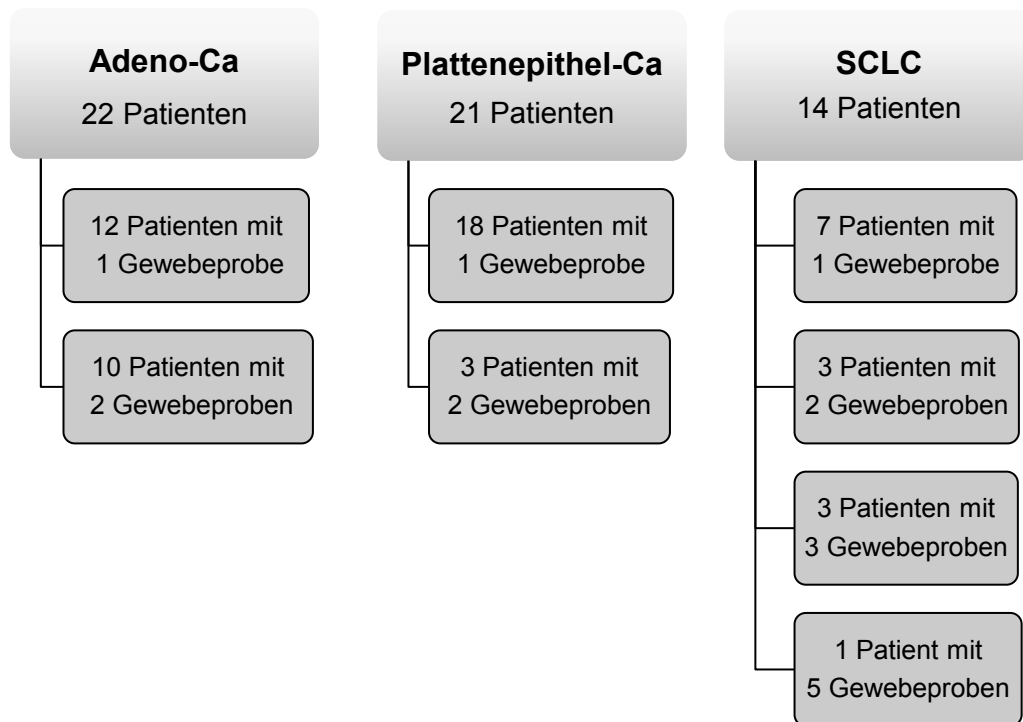 Adeno-Ca
22 Patienten
12 Patienten mit
1 Gewebeprobe
10 Patienten mit
2 Gewebeproben
Plattenepithel-Ca
21 Patienten
18 Patienten mit
1 Gewebeprobe
3 Patienten mit
2 Gewebeproben
SCLC
14 Patienten
7 Patienten mit
1 Gewebeprobe
3 Patienten mit
2 Gewebeproben
3 Patienten mit
3 Gewebeproben
1 Patient mit
5 Gewebeproben